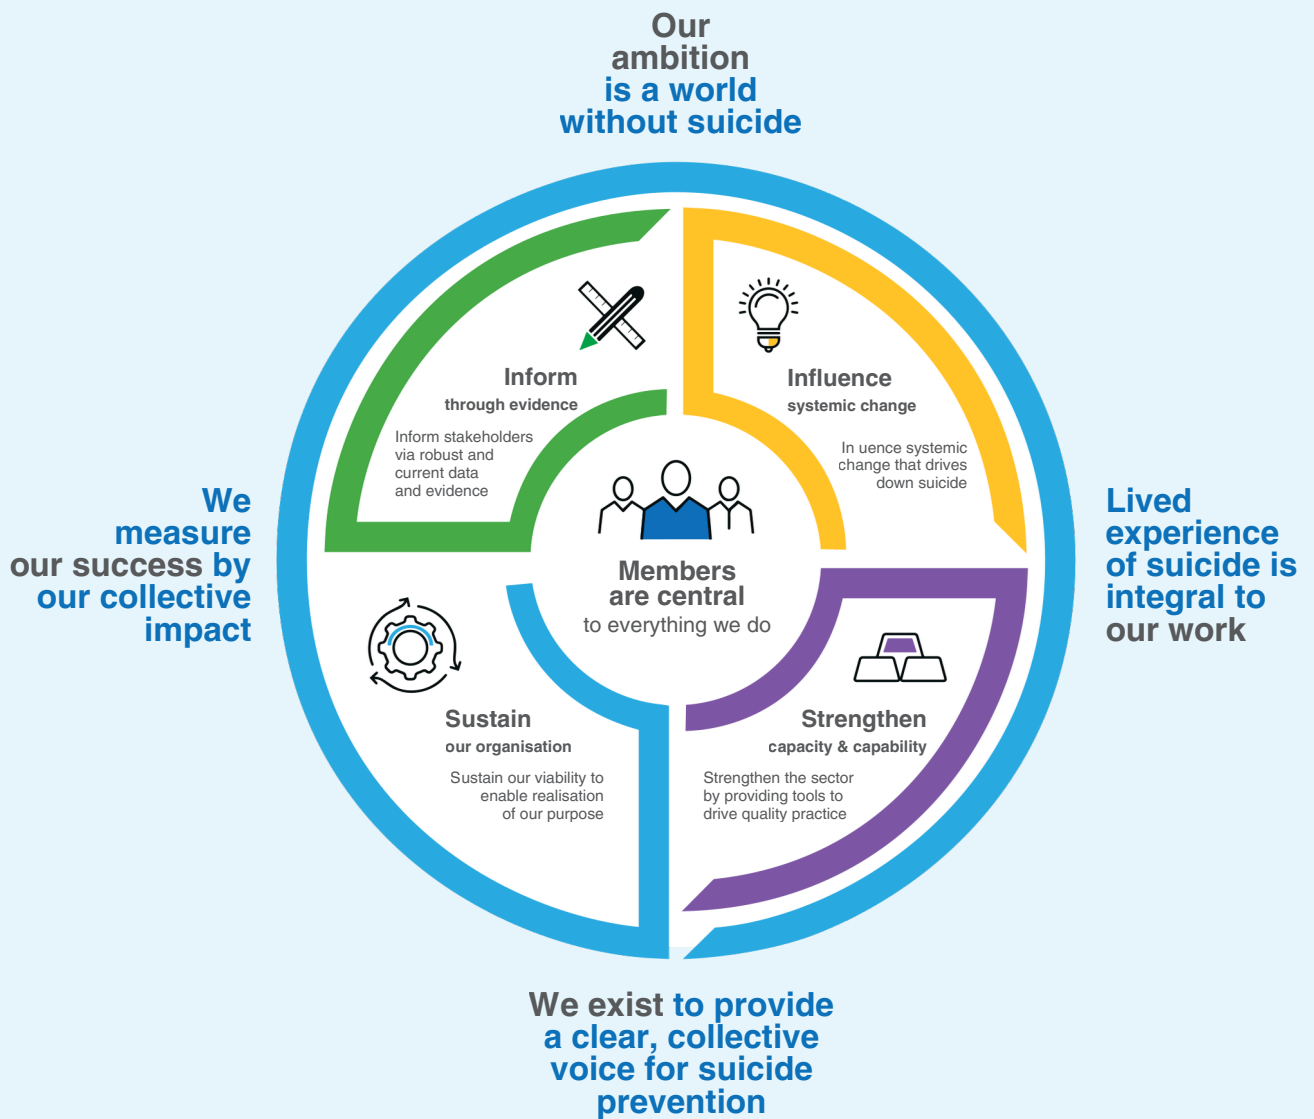 Our
ambition
is a world
without suicide
Inform
through evidence
Inform stakeholders
via robust and
current data
and evidence
Influence
systemic change
In uence systemic
change that drives
down suicide
We
measure
our success by
our collective
impact
Members
are central
to everything we do
Lived
experience
of suicide is
integral to
our work
Sustain
our organisation
Sustain our viability to
enable realisation
of our purpose
Strengthen
capacity & capability
Strengthen the sector
by providing tools to
drive quality practice
We exist to provide
a clear, collective
voice for suicide
prevention